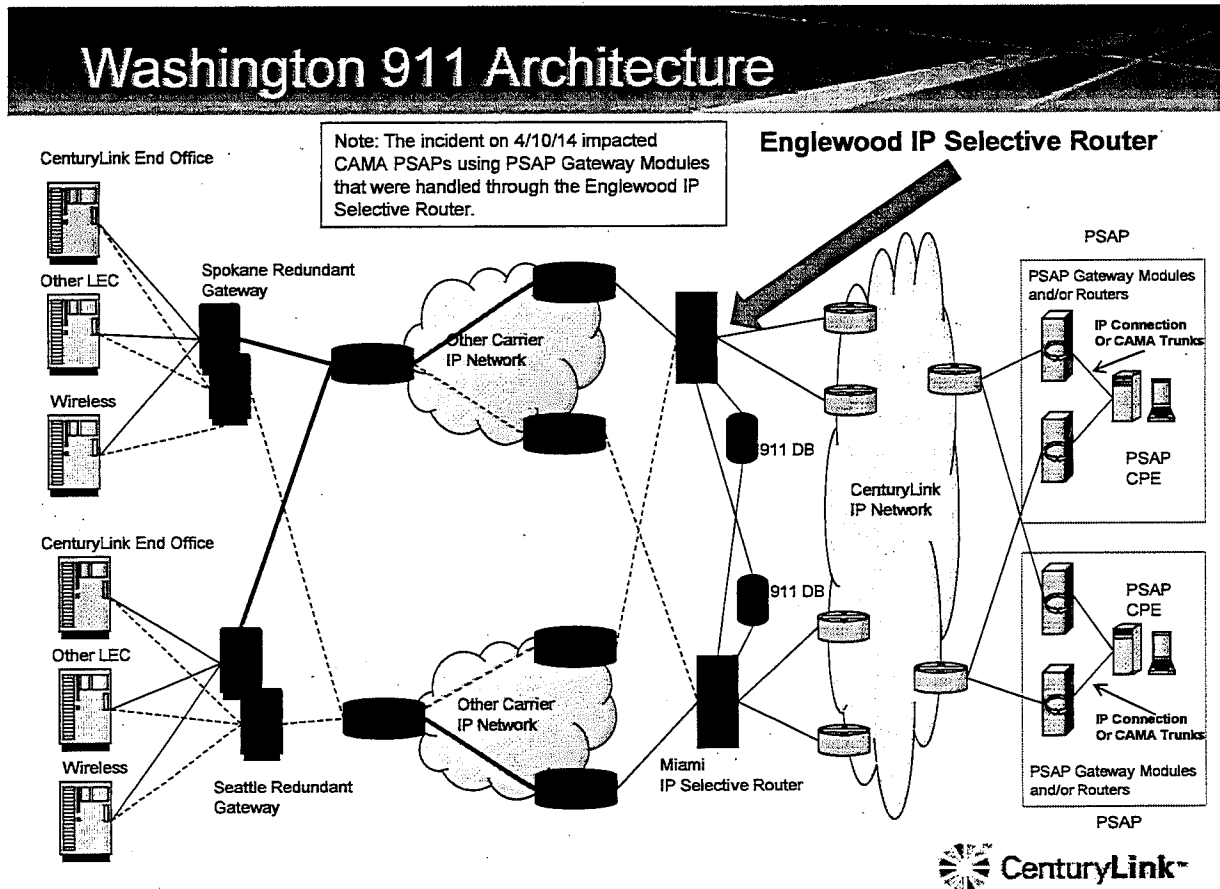 Washington 911 Architecture
Note: The incident on 4/10/14 impacted
CAMA PSAPs using PSAP Gateway Modules
that were handled through the Englewood IP
Selective Router.
Englewood IP Selective Router
CenturyLink End Office
Other LEC
Wireless
Spokane Redundant
Gateway
Other Carrier
IP Network
911 DB
CenturyLink
IP Network
PSAP
PSAP Gateway Modules
and/or Routers
IP Connection
Or CAMA Trunks
PSAP
CPE
CenturyLink End Office
Other LEC
Wireless
Seattle Redundant
Gateway
Other Carrier
IP Network
911 DB
Miami
IP Selective Router
PSAP
CPE
IP Connection
Or CAMA Trunks
PSAP Gateway Modules
and/or Routers
PSAP
CenturyLink™